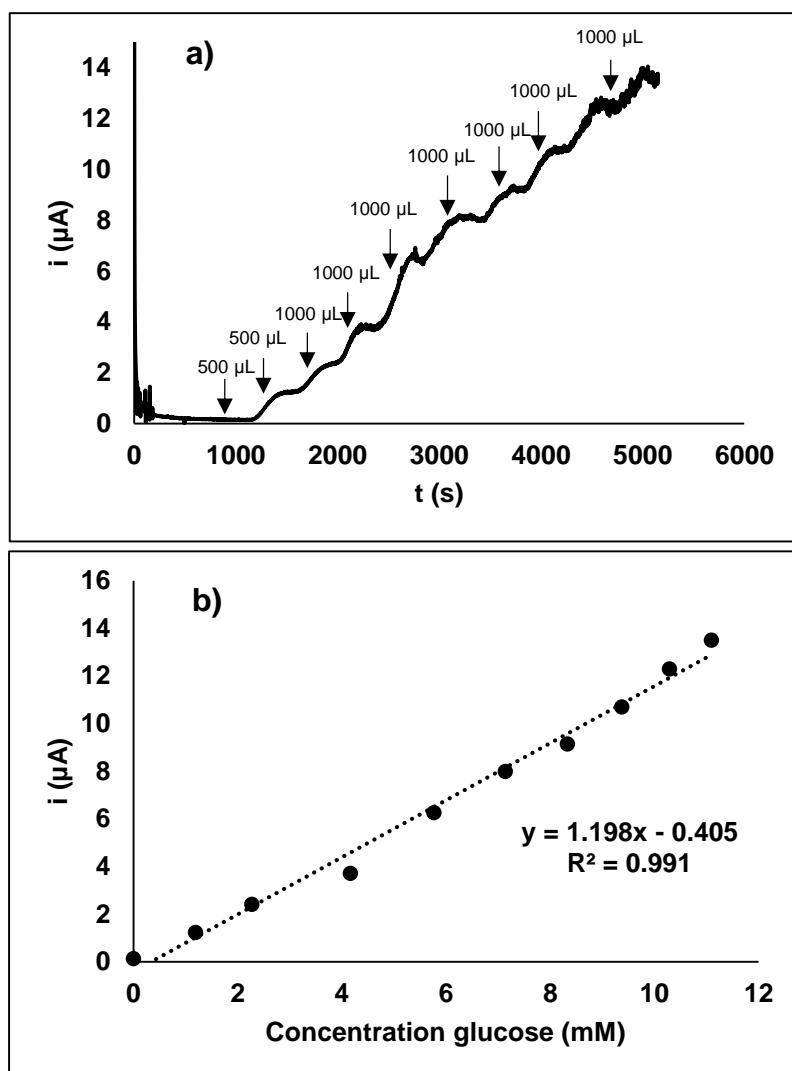 a)
1000 µL
1000 µL
1000 µL
1000 µL
1000 µL
1000 µL
1000 µL
500 µL
500 µL
14
12
10
8
6
4
2
0
i (µA)
0 1000 2000 3000 4000 5000 6000
t (s)
b)
16
14
12
10
8
6
4
2
0
i (µA)
y = 1.198x - 0.405
R² = 0.991
0 2 4 6 8 10 12
Concentration glucose (mM)